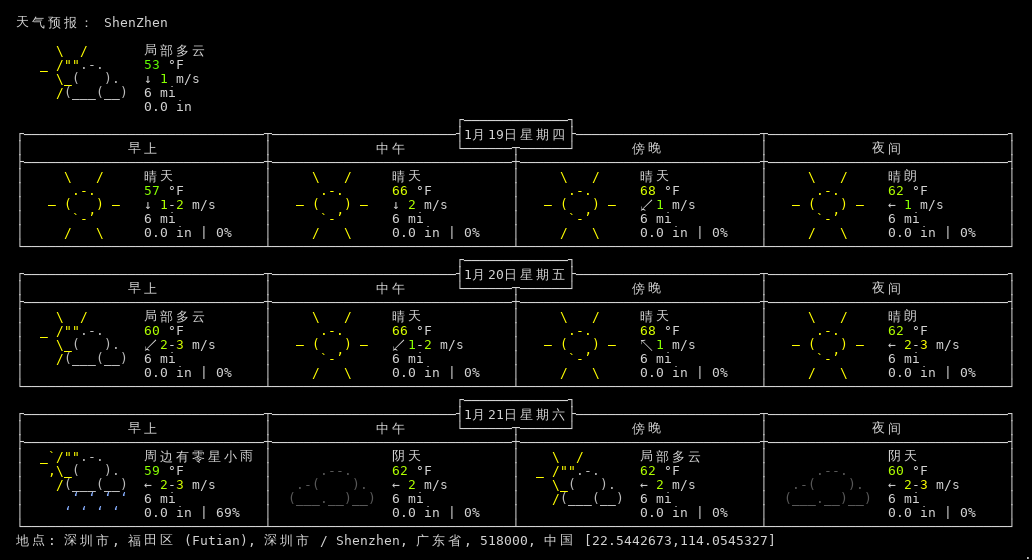 天气预报： ShenZhen
局部多云
53 °F
↓ 1 m/s
6 mi
0.0 in
1月19日星期四
早上 中午 傍晚 夜间
晴天 晴天 晴天 晴朗
57 °F 66 °F 68 °F 62 °F
↓ 1-2 m/s ↓ 2 m/s ↙ 1 m/s ← 1 m/s
6 mi 6 mi 6 mi 6 mi
0.0 in | 0% 0.0 in | 0% 0.0 in | 0% 0.0 in | 0%
1月20日星期五
早上 中午 傍晚 夜间
局部多云 晴天 晴天 晴朗
60 °F 66 °F 68 °F 62 °F
↙ 2-3 m/s ↙ 1-2 m/s ↖ 1 m/s ← 2-3 m/s
6 mi 6 mi 6 mi 6 mi
0.0 in | 0% 0.0 in | 0% 0.0 in | 0% 0.0 in | 0%
1月21日星期六
早上 中午 傍晚 夜间
周边有零星小雨 阴天 局部多云 阴天
59 °F 62 °F 62 °F 60 °F
← 2-3 m/s ← 2 m/s ← 2 m/s ← 2-3 m/s
6 mi 6 mi 6 mi 6 mi
0.0 in | 69% 0.0 in | 0% 0.0 in | 0% 0.0 in | 0%
地点: 深圳市, 福田区 (Futian), 深圳市 / Shenzhen, 广东省, 518000, 中国 [22.5442673,114.0545327]